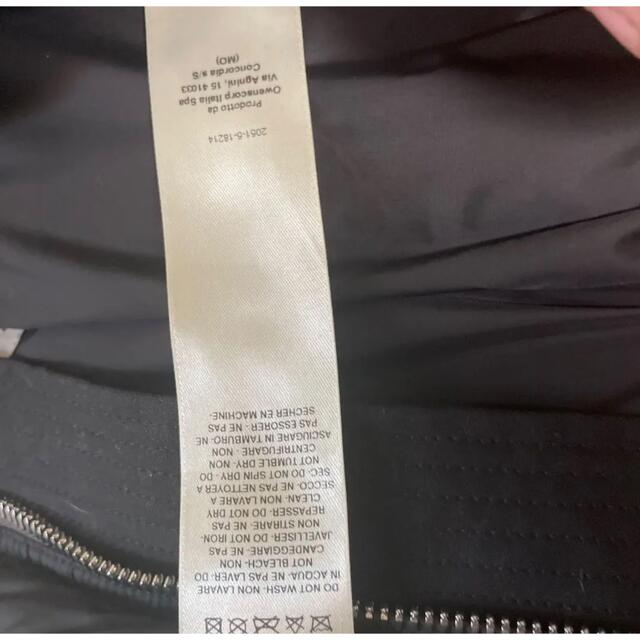 DO NOT WASH- NON LAVARE
IN ACQUA- NE PAS LAVER- DO
NOT BLEACH- NON
CANDEGGIARE- NE PAS
JAVELLISER- DO NOT IRON-
NON STIRARE- NE PAS
REPASSER- DO NOT DRY
CLEAN- NON LAVARE A
SECCO- NE PAS NETTOYER A
SEC- DO NOT SPIN DRY- DO
NOT TUMBLE DRY- NON
CENTRIFUGARE- NON
ASCIUGARE IN TAMBURO-NE
PAS ESSORER - NE PAS
SECHER EN MACHINE-
2051-5-18214
Prodotto da
Owenscorp Italia Spa
Via Agnini, 15 41033
Concordia s/S
(MO)